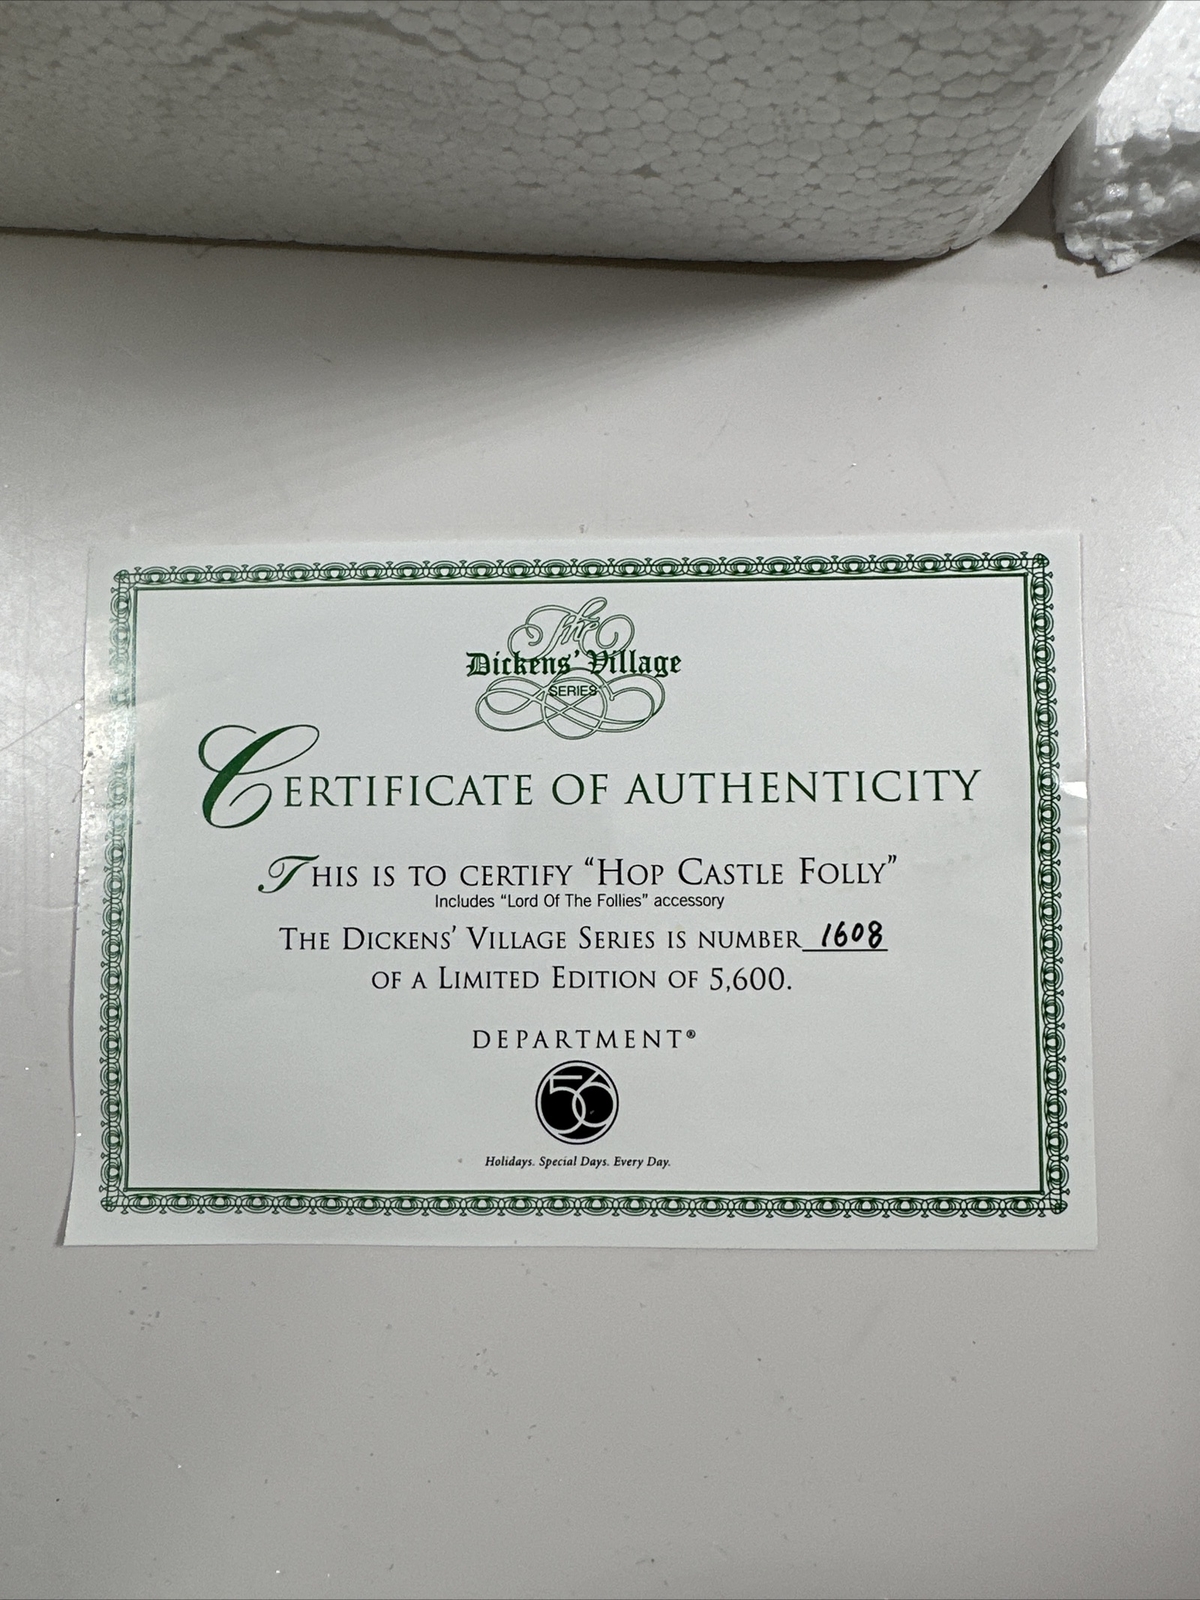 The
Dickens' Village
SERIES
CERTIFICATE OF AUTHENTICITY
THIS IS TO CERTIFY “HOP CASTLE FOLLY”
Includes “Lord Of The Follies” accessory
THE DICKENS' VILLAGE SERIES IS NUMBER 1608
OF A LIMITED EDITION OF 5,600.
DEPARTMENT®
56
Holidays. Special Days. Every Day.